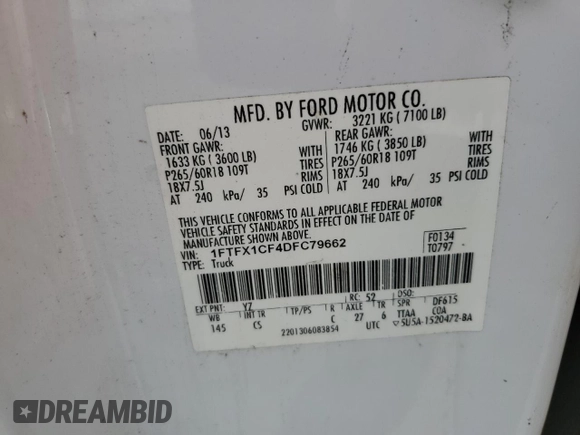 MFD. BY FORD MOTOR CO.
DATE: 06/13 GVWR: 3221 KG ( 7100 LB)
FRONT GAWR: REAR GAWR:
1633 KG ( 3600 LB) WITH 1746 KG ( 3850 LB) WITH
P265/60R18 109T TIRES P265/60R18 109T TIRES
18X7.5J RIMS 18X7.5J RIMS
AT 240 kPa/ 35 PSI COLD AT 240 kPa/ 35 PSI COLD
THIS VEHICLE CONFORMS TO ALL APPLICABLE FEDERAL MOTOR
VEHICLE SAFETY STANDARDS IN EFFECT ON THE DATE OF
MANUFACTURE SHOWN ABOVE.
VIN: 1FTFX1CF4DFC79662 F0134
TYPE: Truck T0797
EXT PNT: YZ RC: 52 DSO:
WB INT TR TP/PS R AXLE TR SPR DF615
145 CS C 27 6 TTAA COA
2201306083854 UTC ▽5U5A-1520472-BA
DREAMBID